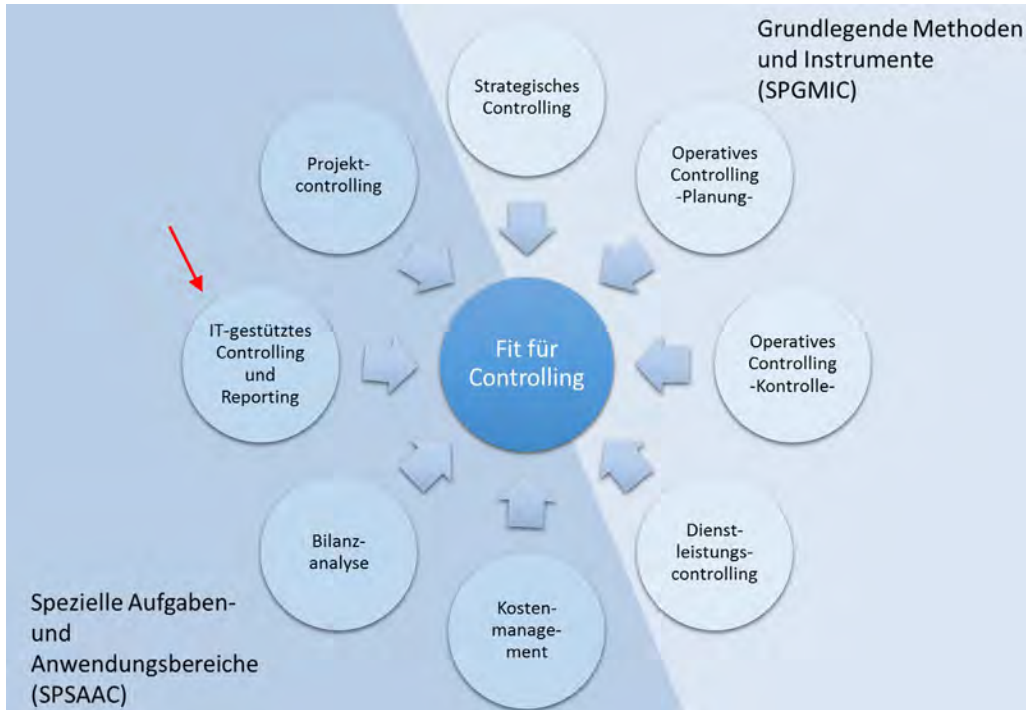 Grundlegende Methoden
und Instrumente
(SPGMIC)
Strategisches
Controlling
Operatives
Controlling
-Planung-
Operatives
Controlling
-Kontrolle-
Dienst-
leistungs-
controlling
Kosten-
manage-
ment
Bilanz-
analyse
IT-gestütztes
Controlling
und
Reporting
Projekt-
controlling
Fit für
Controlling
Spezielle Aufgaben-
und
Anwendungsbereiche
(SPSAAC)